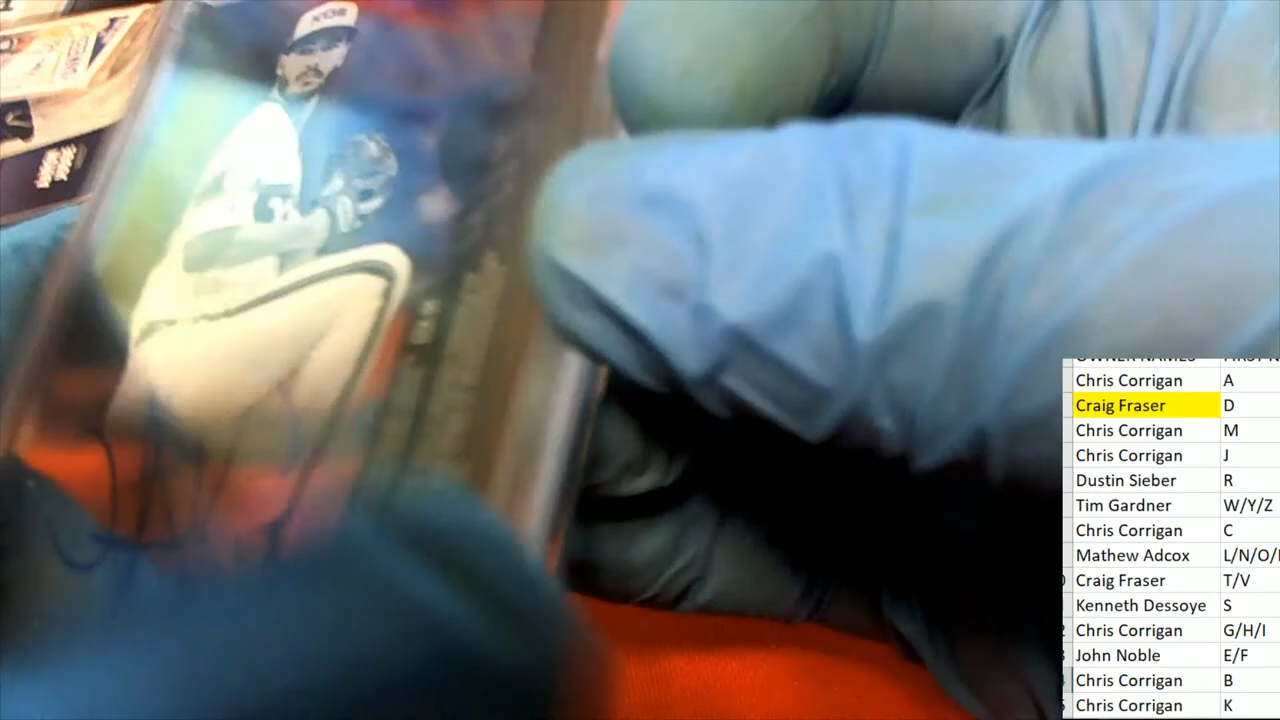 SOX
Chris Corrigan A
Craig Fraser D
Chris Corrigan M
Chris Corrigan J
Dustin Sieber R
Tim Gardner W/Y/Z
Chris Corrigan C
Mathew Adcox L/N/O/
Craig Fraser T/V
Kenneth Dessoye S
Chris Corrigan G/H/I
John Noble E/F
Chris Corrigan B
Chris Corrigan K